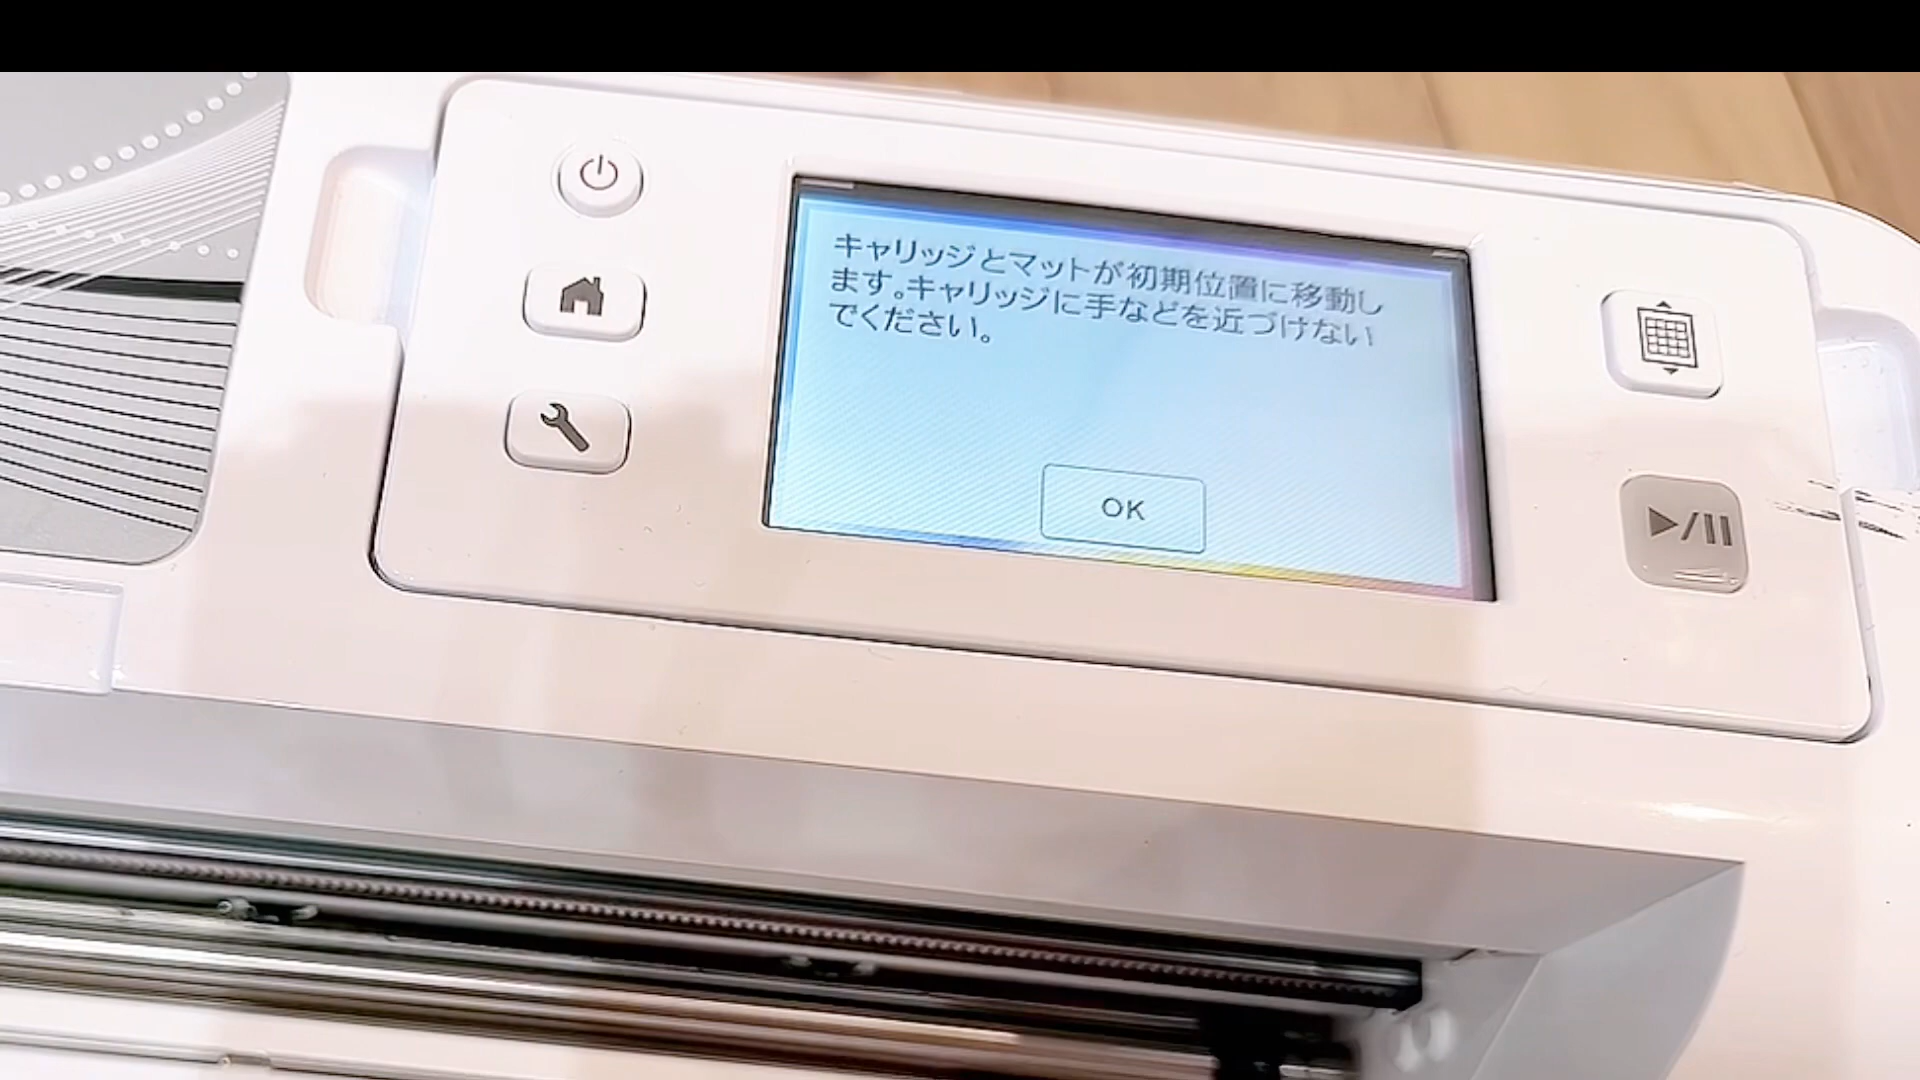 キャリッジとマットが初期位置に移動し
ます。キャリッジに手などを近づけない
でください。
OK